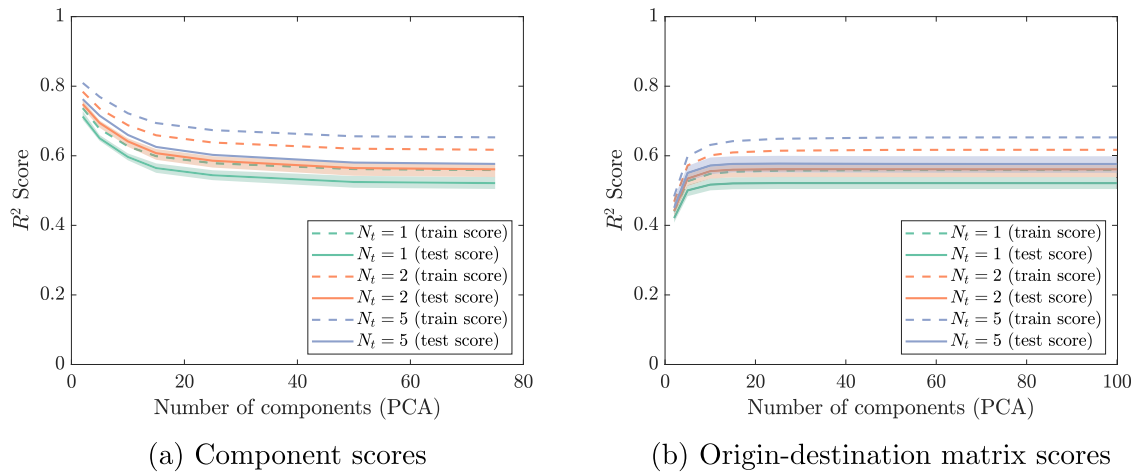 1
0.8
0.6
0.4
0.2
0
R² Score
0 20 40 60 80
Number of components (PCA)
N_t = 1 (train score)
N_t = 1 (test score)
N_t = 2 (train score)
N_t = 2 (test score)
N_t = 5 (train score)
N_t = 5 (test score)
(a) Component scores
1
0.8
0.6
0.4
0.2
0
R² Score
0 20 40 60 80 100
Number of components (PCA)
N_t = 1 (train score)
N_t = 1 (test score)
N_t = 2 (train score)
N_t = 2 (test score)
N_t = 5 (train score)
N_t = 5 (test score)
(b) Origin-destination matrix scores